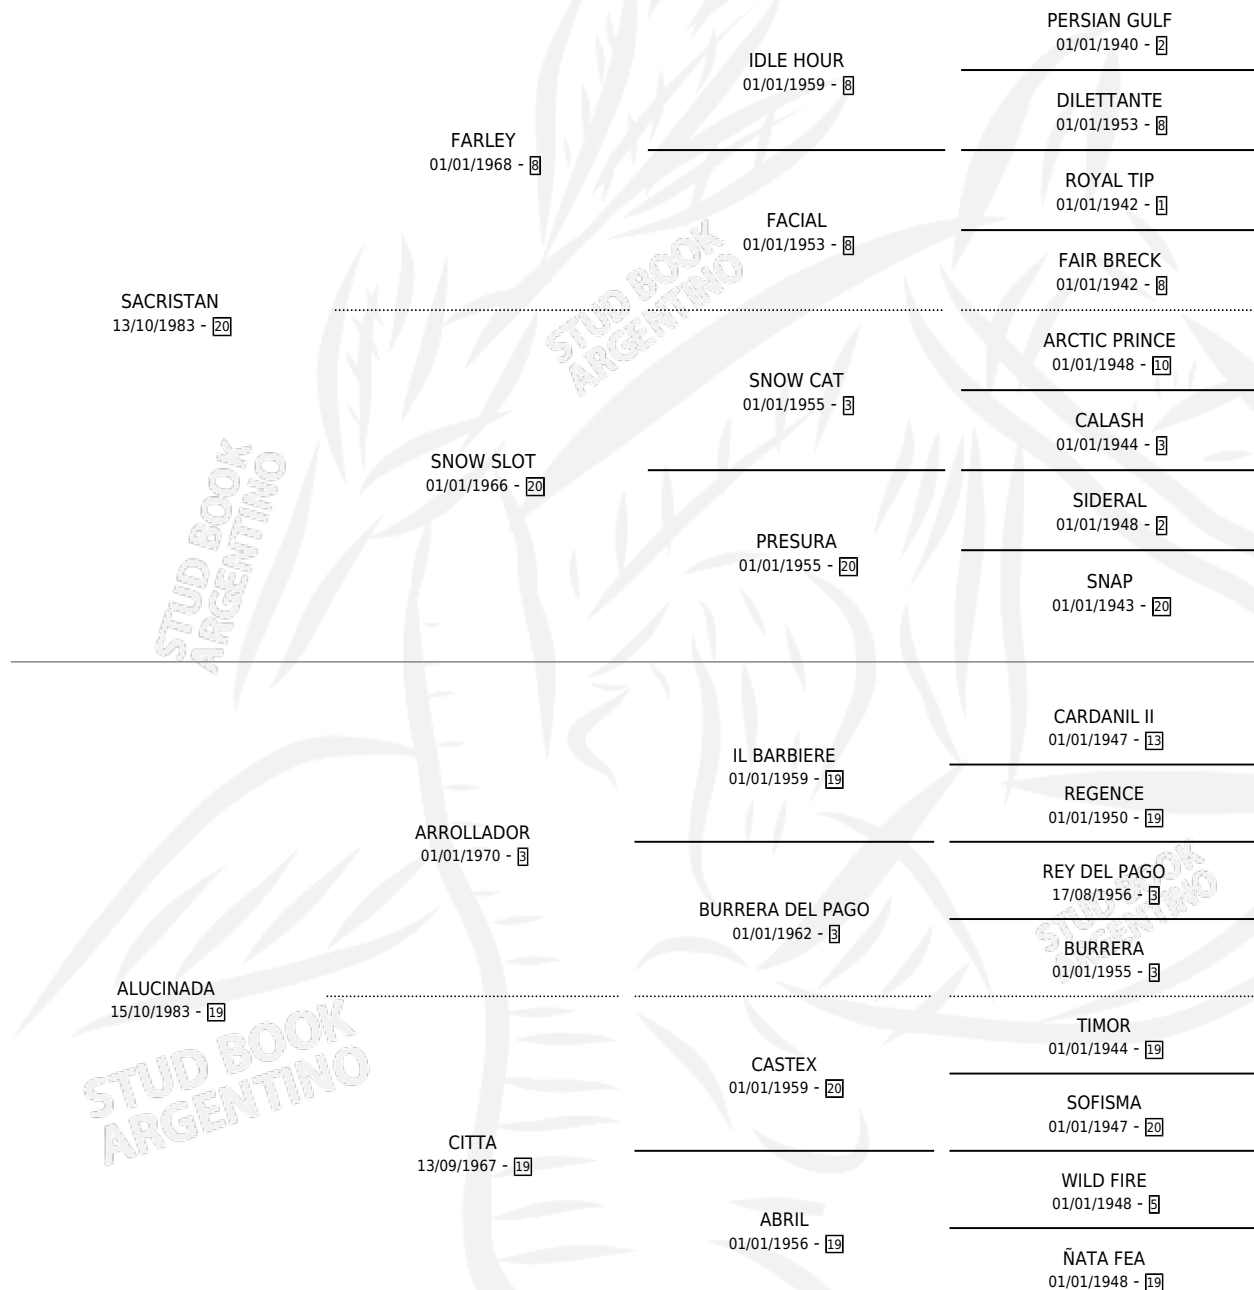 PERSIAN GULF
01/01/1940 - 2
IDLE HOUR
01/01/1959 - 8
DILETTANTE
01/01/1953 - 8
FARLEY
01/01/1968 - 8
ROYAL TIP
01/01/1942 - 1
FACIAL
01/01/1953 - 8
FAIR BRECK
01/01/1942 - 8
SACRISTAN
13/10/1983 - 20
ARCTIC PRINCE
01/01/1948 - 10
SNOW CAT
01/01/1955 - 3
CALASH
01/01/1944 - 3
SNOW SLOT
01/01/1966 - 20
SIDERAL
01/01/1948 - 2
PRESURA
01/01/1955 - 20
SNAP
01/01/1943 - 20
STUD BOOK
ARGENTINO
STUD BOOK
ARGENTINO
CARDANIL II
01/01/1947 - 13
IL BARBIERE
01/01/1959 - 19
REGENCE
01/01/1950 - 19
ARROLLADOR
01/01/1970 - 3
REY DEL PAGO
17/08/1956 - 3
BURRERA DEL PAGO
01/01/1962 - 3
BURRERA
01/01/1955 - 3
ALUCINADA
15/10/1983 - 19
TIMOR
01/01/1944 - 19
CASTEX
01/01/1959 - 20
SOFISMA
01/01/1947 - 20
CITTA
13/09/1967 - 19
WILD FIRE
01/01/1948 - 5
ABRIL
01/01/1956 - 19
ÑATA FEA
01/01/1948 - 19
STUD BOOK
ARGENTINO
STUD BOOK
ARGENTINO